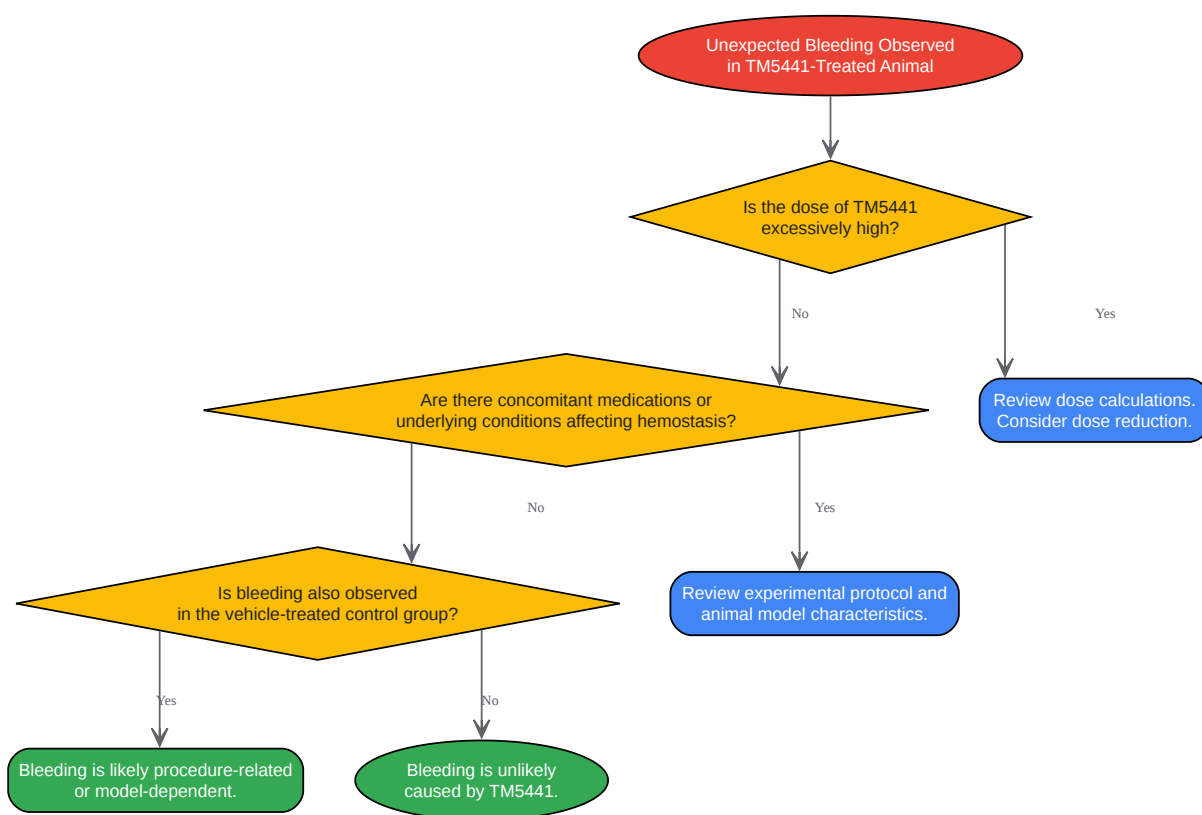 Unexpected Bleeding Observed
in TM5441-Treated Animal
Is the dose of TM5441
excessively high?
No
Yes
Are there concomitant medications or
underlying conditions affecting hemostasis?
Review dose calculations.
Consider dose reduction.
No
Yes
Is bleeding also observed
in the vehicle-treated control group?
Review experimental protocol and
animal model characteristics.
Yes
No
Bleeding is likely procedure-related
or model-dependent.
Bleeding is unlikely
caused by TM5441.